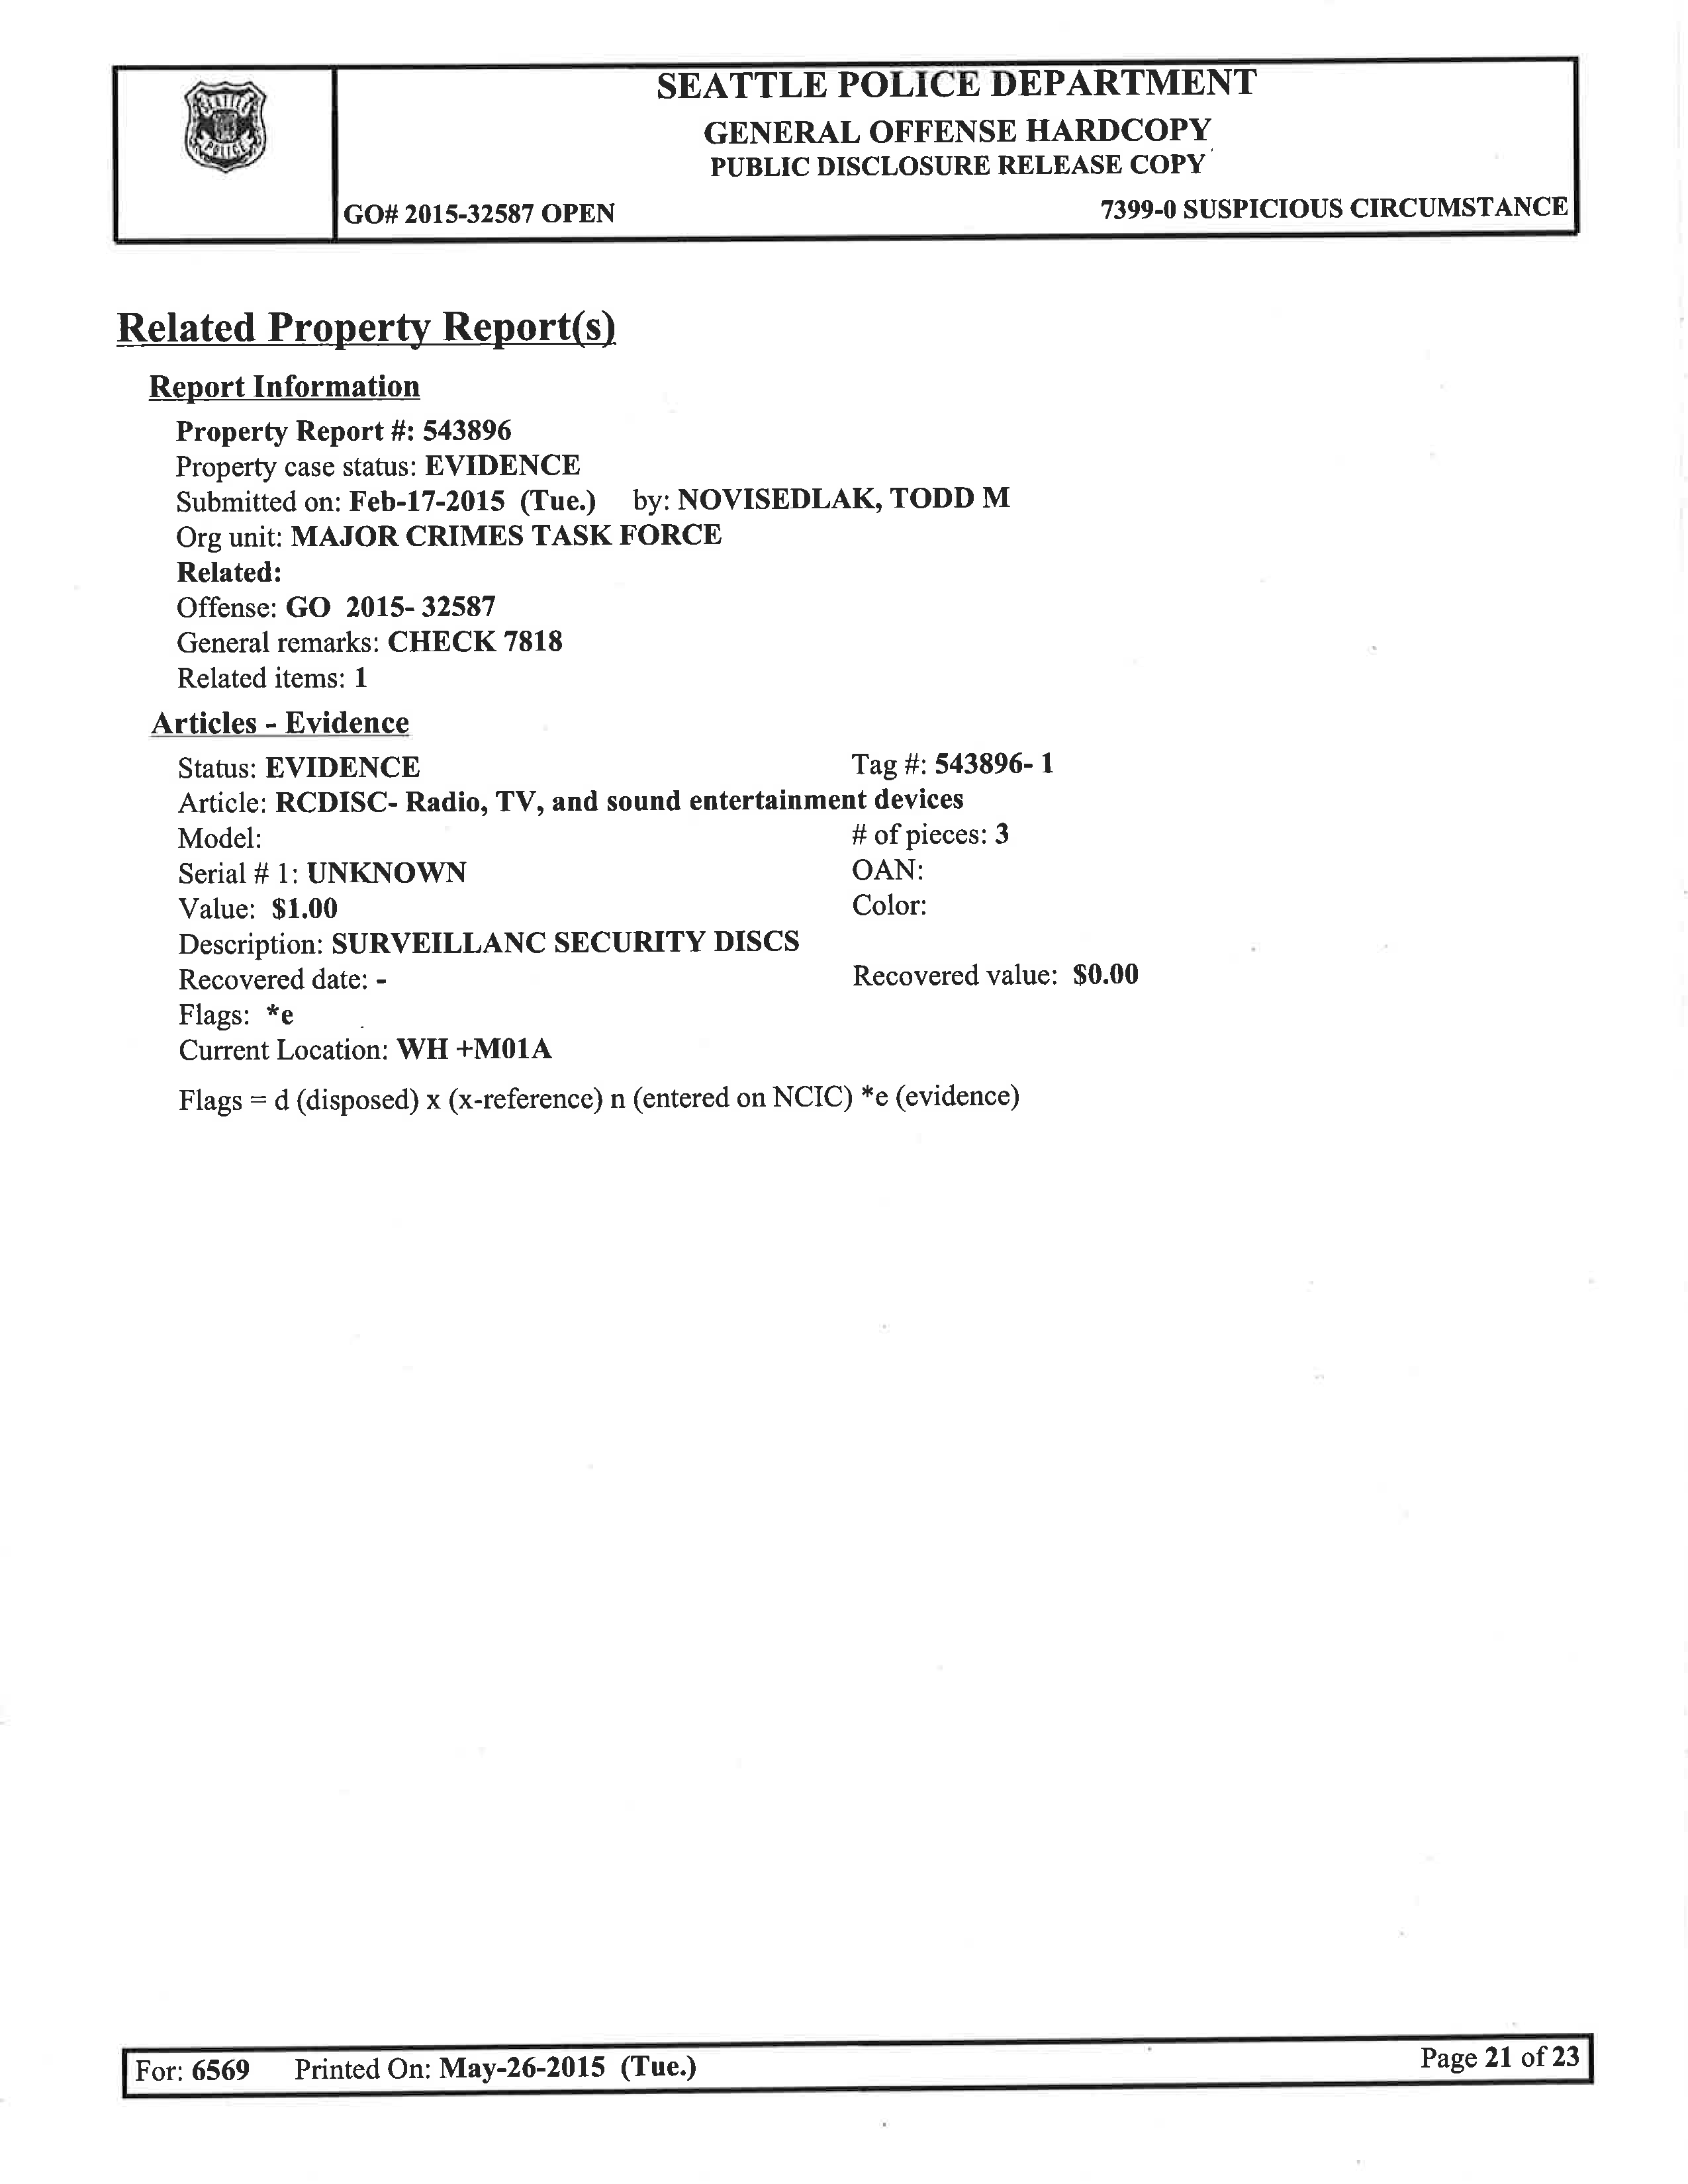 SEATTLE POLICE DEPARTMENT
GENERAL OFFENSE HARDCOPY
PUBLIC DISCLOSURE RELEASE COPY
SEATTLE
POLICE
GO# 2015-32587 OPEN 7399-0 SUSPICIOUS CIRCUMSTANCE
Related Property Report(s)
Report Information
Property Report #: 543896
Property case status: EVIDENCE
Submitted on: Feb-17-2015 (Tue.) by: NOVISEDLAK, TODD M
Org unit: MAJOR CRIMES TASK FORCE
Related:
Offense: GO 2015- 32587
General remarks: CHECK 7818
Related items: 1
Articles - Evidence
Status: EVIDENCE Tag #: 543896- 1
Article: RCDISC- Radio, TV, and sound entertainment devices
Model: # of pieces: 3
Serial # 1: UNKNOWN OAN:
Value: $1.00 Color:
Description: SURVEILLANC SECURITY DISCS
Recovered date: - Recovered value: $0.00
Flags: *e
Current Location: WH +M01A
Flags = d (disposed) x (x-reference) n (entered on NCIC) *e (evidence)
For: 6569 Printed On: May-26-2015 (Tue.) Page 21 of 23